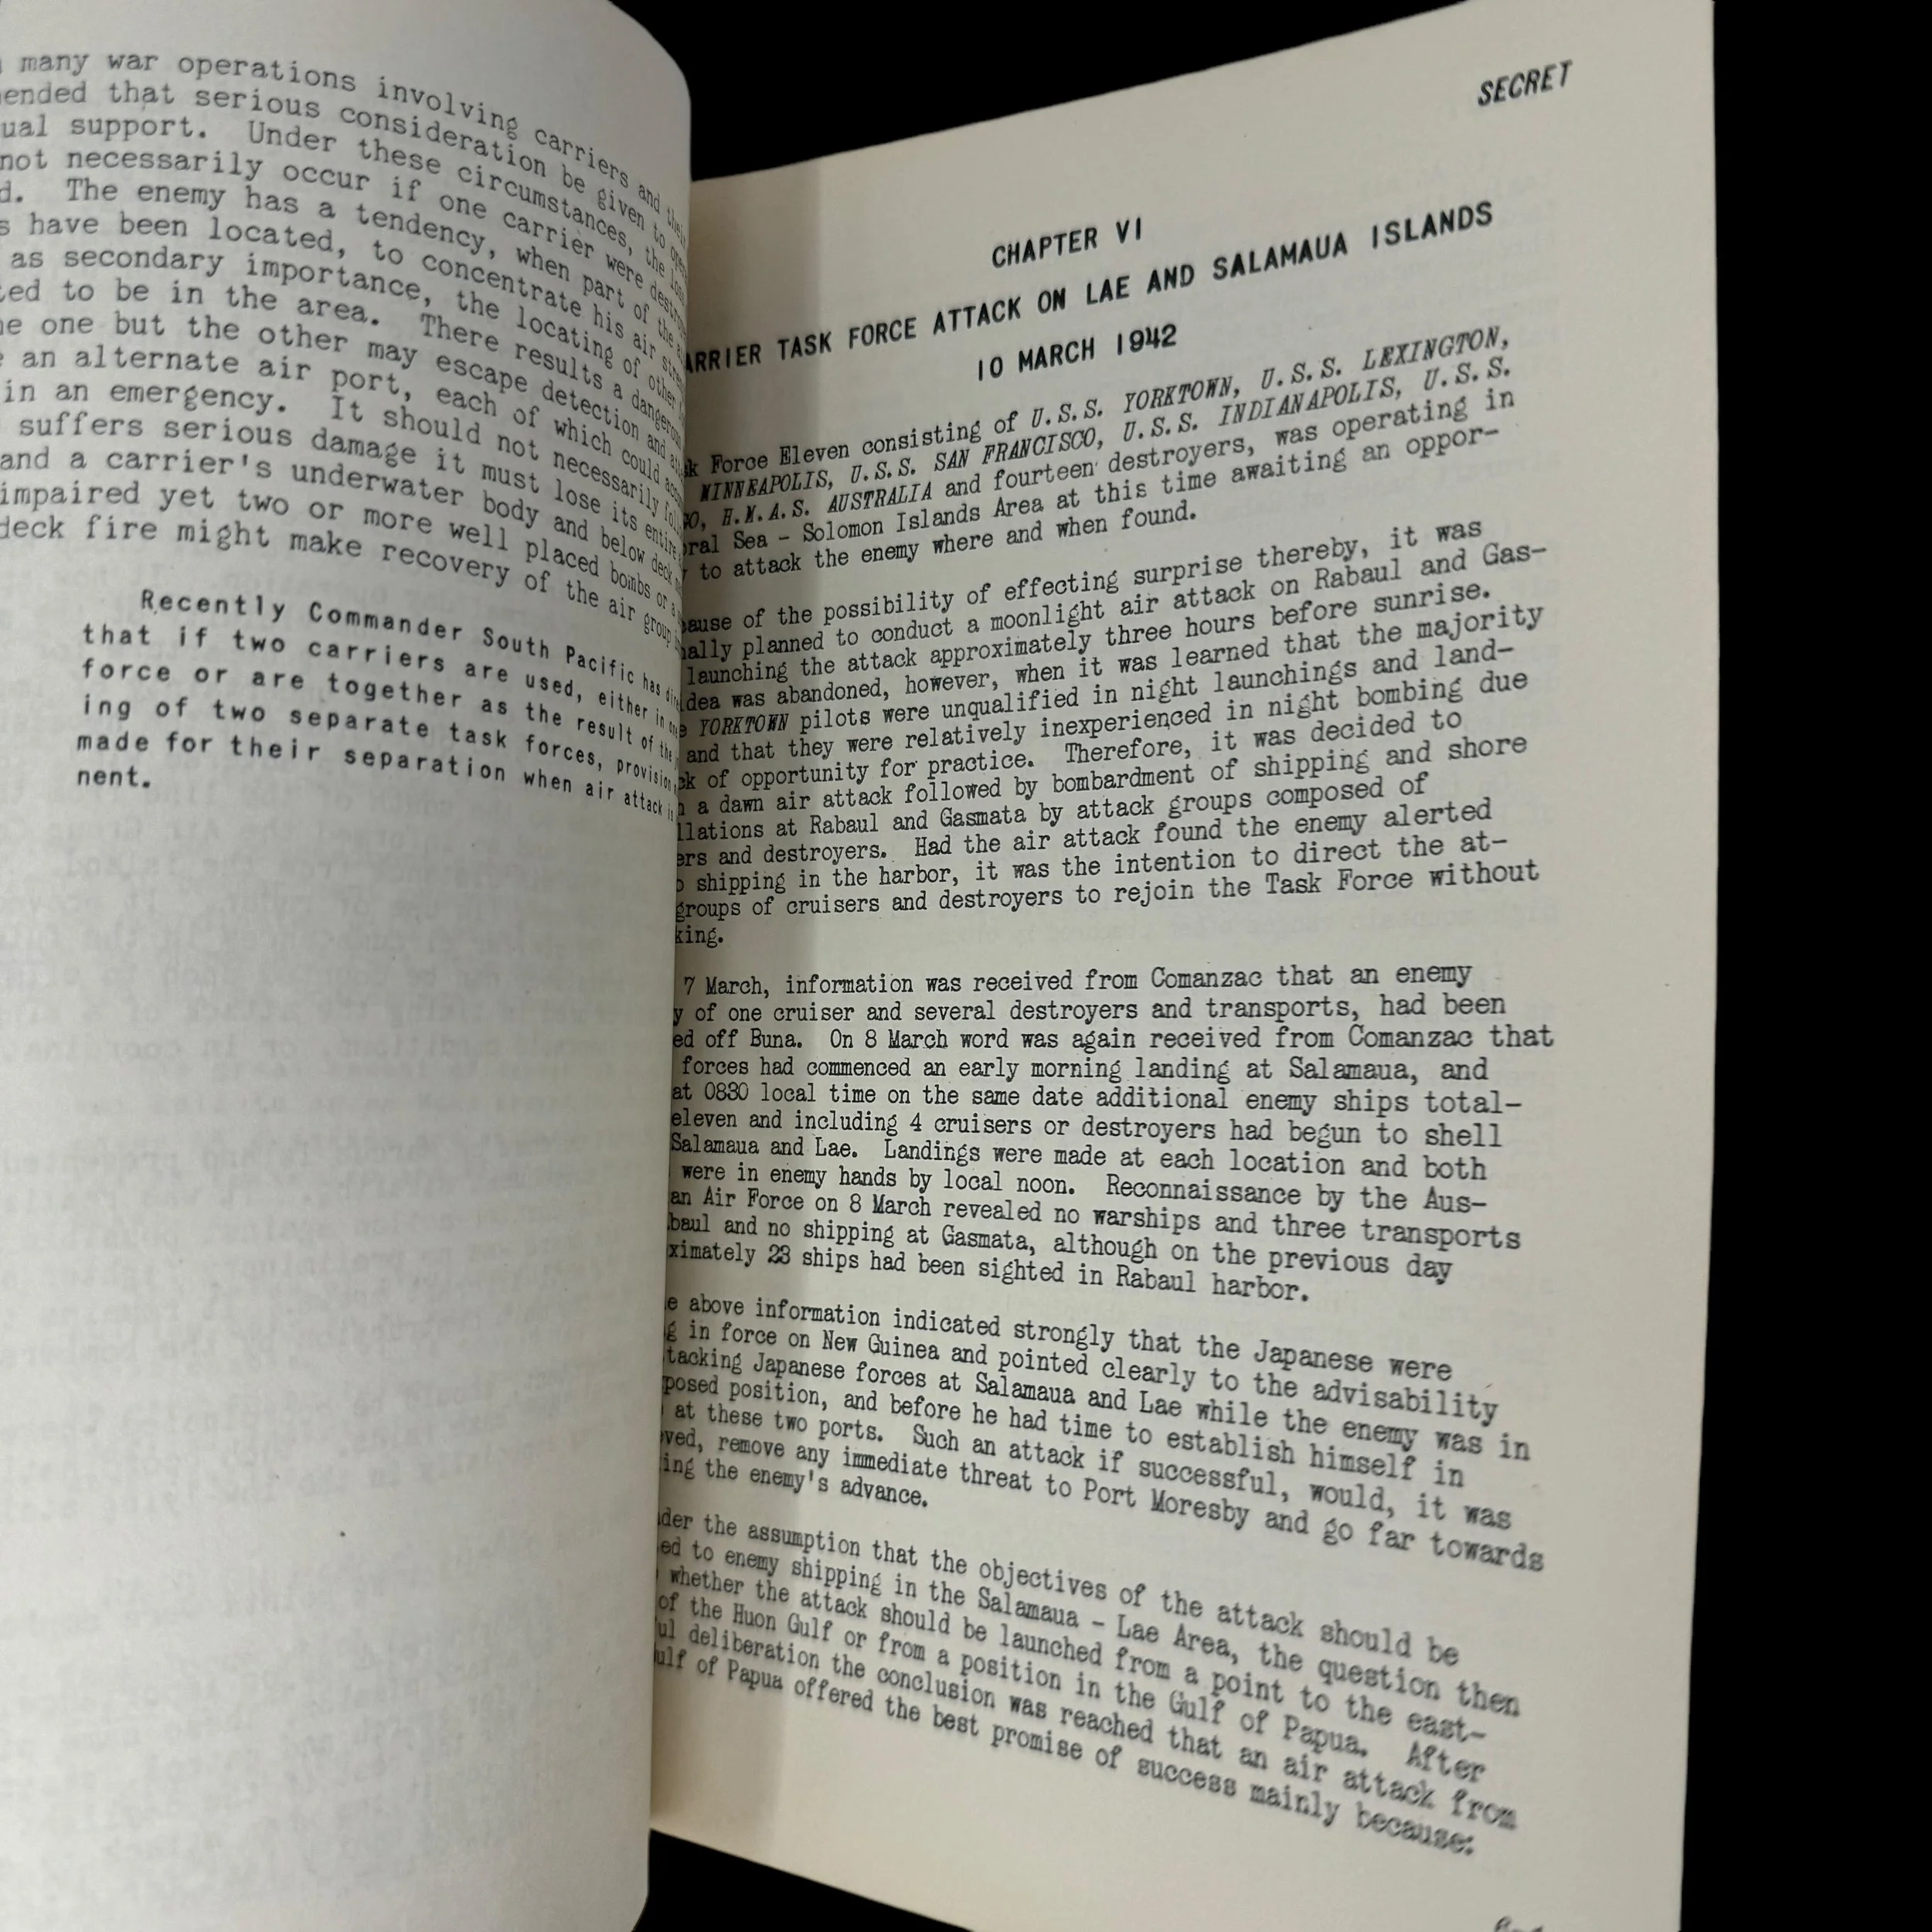 many war operations involving carriers and their
ended that serious consideration be given to
ual support. Under these circumstances, the loss
not necessarily occur if one carrier were
d. The enemy has a tendency, when part of the
s have been located, to concentrate his air
as secondary importance, the locating of other
ted to be in the area. There results a dangerous
e one but the other may escape detection and
e an alternate air port, each of which could
in an emergency. It should not necessarily
suffers serious damage it must lose its entire
and a carrier's underwater body and below deck
impaired yet two or more well placed bombs or a
deck fire might make recovery of the air group
Recently Commander South Pacific has
that if two carriers are used, either in one
force or are together as the result of the
ing of two separate task forces, provision
made for their separation when air attack is
nent.
SECRET
CHAPTER VI
ARRIER TASK FORCE ATTACK ON LAE AND SALAMAUA ISLANDS
10 MARCH 1942
k Force Eleven consisting of U.S.S. YORKTOWN, U.S.S. LEXINGTON,
MINNEAPOLIS, U.S.S. SAN FRANCISCO, U.S.S. INDIANAPOLIS, U.S.S.
O, H.M.A.S. AUSTRALIA and fourteen destroyers, was operating in
oral Sea - Solomon Islands Area at this time awaiting an oppor-
to attack the enemy where and when found.
ause of the possibility of effecting surprise thereby, it was
nally planned to conduct a moonlight air attack on Rabaul and Gas-
launching the attack approximately three hours before sunrise.
dea was abandoned, however, when it was learned that the majority
e YORKTOWN pilots were unqualified in night launchings and land-
and that they were relatively inexperienced in night bombing due
ck of opportunity for practice. Therefore, it was decided to
h a dawn air attack followed by bombardment of shipping and shore
llations at Rabaul and Gasmata by attack groups composed of
ers and destroyers. Had the air attack found the enemy alerted
o shipping in the harbor, it was the intention to direct the at-
groups of cruisers and destroyers to rejoin the Task Force without
king.
7 March, information was received from Comanzac that an enemy
y of one cruiser and several destroyers and transports, had been
ed off Buna. On 8 March word was again received from Comanzac that
forces had commenced an early morning landing at Salamaua, and
at 0830 local time on the same date additional enemy ships total-
eleven and including 4 cruisers or destroyers had begun to shell
Salamaua and Lae. Landings were made at each location and both
were in enemy hands by local noon. Reconnaissance by the Aus-
an Air Force on 8 March revealed no warships and three transports
baul and no shipping at Gasmata, although on the previous day
ximately 23 ships had been sighted in Rabaul harbor.
e above information indicated strongly that the Japanese were
g in force on New Guinea and pointed clearly to the advisability
tacking Japanese forces at Salamaua and Lae while the enemy was in
posed position, and before he had time to establish himself in
at these two ports. Such an attack if successful, would, it was
ved, remove any immediate threat to Port Moresby and go far towards
ing the enemy's advance.
der the assumption that the objectives of the attack should be
ed to enemy shipping in the Salamaua - Lae Area, the question then
whether the attack should be launched from a point to the east-
of the Huon Gulf or from a position in the Gulf of Papua. After
ul deliberation the conclusion was reached that an air attack from
ulf of Papua offered the best promise of success mainly because: